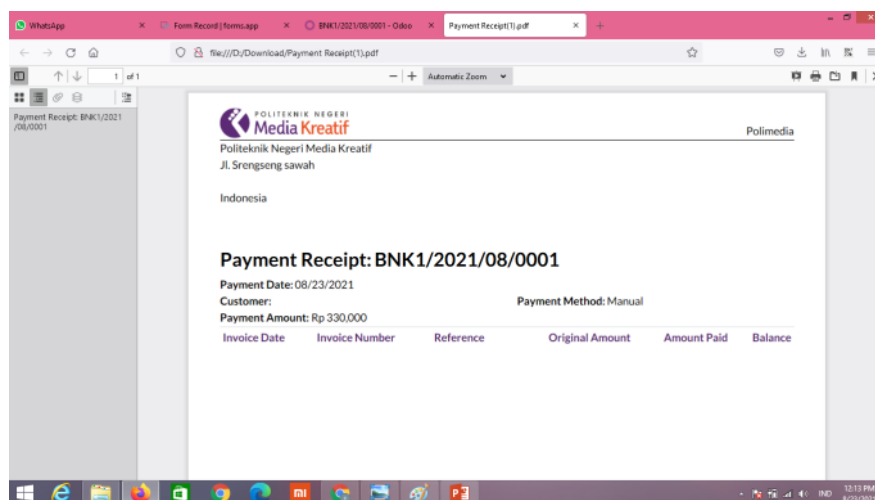 WhatsApp
Form Record | forms.app
BNK1/2021/08/0001 - Odoo
Payment Receipt(1).pdf
file:///D:/Download/Payment Receipt(1).pdf
1 of 1
Automatic Zoom
Payment Receipt: BNK1/2021
/08/0001
POLITEKNIK NEGERI
Media Kreatif
Polimedia
Politeknik Negeri Media Kreatif
Jl. Srengseng sawah
Indonesia
Payment Receipt: BNK1/2021/08/0001
Payment Date: 08/23/2021
Customer: Payment Method: Manual
Payment Amount: Rp 330,000
Invoice Date Invoice Number Reference Original Amount Amount Paid Balance
IND
12:13 PM
8/23/2021